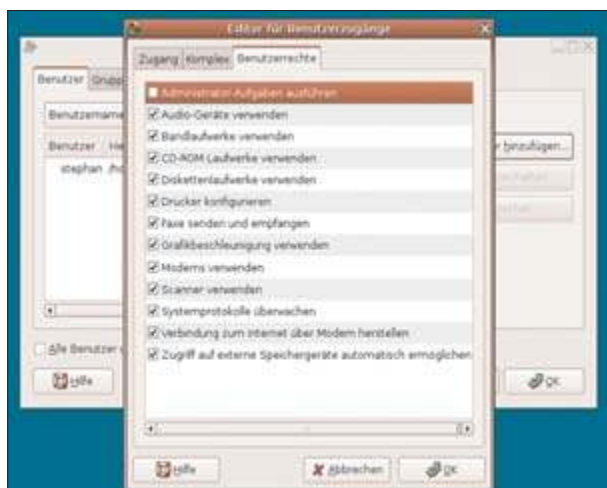 Editor für Benutzerzugänge
Zugang Komplex Benutzerrechte
Benutzer
Benutzername
Benutzer
stephan
Administrator-Aufgaben ausführen
Audio-Geräte verwenden
Bandlaufwerke verwenden
CD-ROM Laufwerke verwenden
Diskettenlaufwerke verwenden
Drucker konfigurieren
Faxe senden und empfangen
Grafikbeschleunigung verwenden
Modems verwenden
Scanner verwenden
Systemprotokolle überwachen
Verbindung zum Internet über Modem herstellen
Zugriff auf externe Speichergeräte automatisch ermöglichen
hinzufügen...
Alle Benutzer
Hilfe
OK
Hilfe
Abbrechen
OK